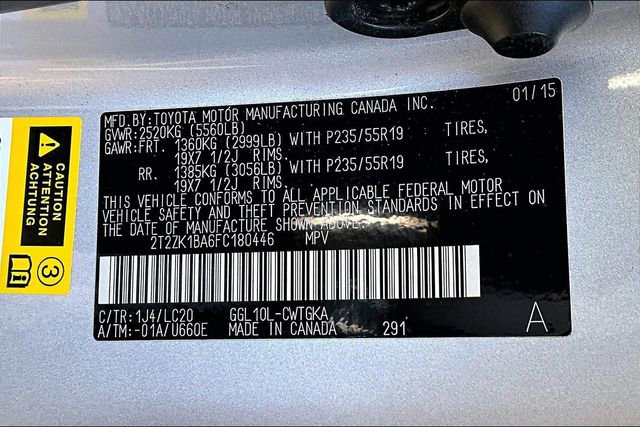 MFD.BY:TOYOTA MOTOR MANUFACTURING CANADA INC. 01/15
GVWR:2520KG (5560LB)
GAWR:FRT. 1360KG (2999LB) WITH P235/55R19 TIRES,
19X7 1/2J RIMS.
RR. 1385KG (3056LB) WITH P235/55R19 TIRES,
19X7 1/2J RIMS.
THIS VEHICLE CONFORMS TO ALL APPLICABLE FEDERAL MOTOR
VEHICLE SAFETY AND THEFT PREVENTION STANDARDS IN EFFECT ON
THE DATE OF MANUFACTURE SHOWN ABOVE.
2T2ZK1BA6FC180446 MPV
C/TR:1J4/LC20 GGL10L-CWTGKA
A/TM:-01A/U660E MADE IN CANADA 291 A
CAUTION
ATTENTION
ACHTUNG
3